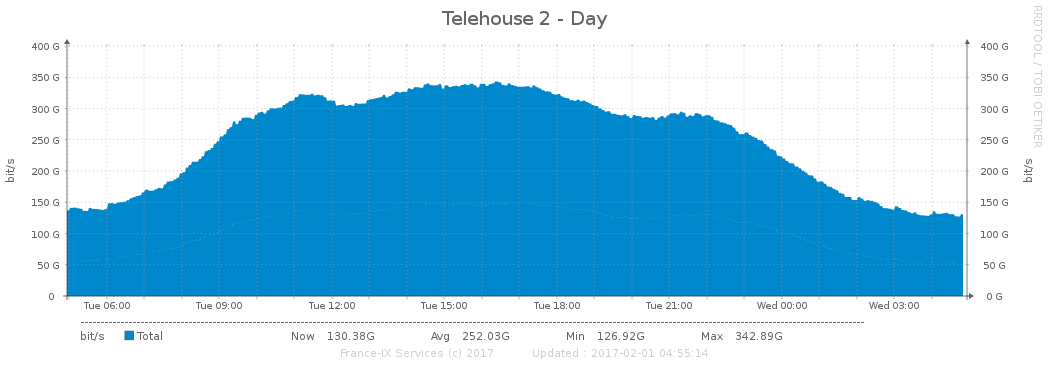 Telehouse 2 - Day
RRDTOOL / TOBI OETIKER
bit/s
400 G 400 G
350 G 350 G
300 G 300 G
250 G 250 G
200 G 200 G
150 G 150 G
100 G 100 G
50 G 50 G
0 0 G
bit/s
Tue 06:00 Tue 09:00 Tue 12:00 Tue 15:00 Tue 18:00 Tue 21:00 Wed 00:00 Wed 03:00
bit/s Total Now 130.38G Avg 252.03G Min 126.92G Max 342.89G
France-IX Services (c) 2017 Updated : 2017-02-01 04:55:14